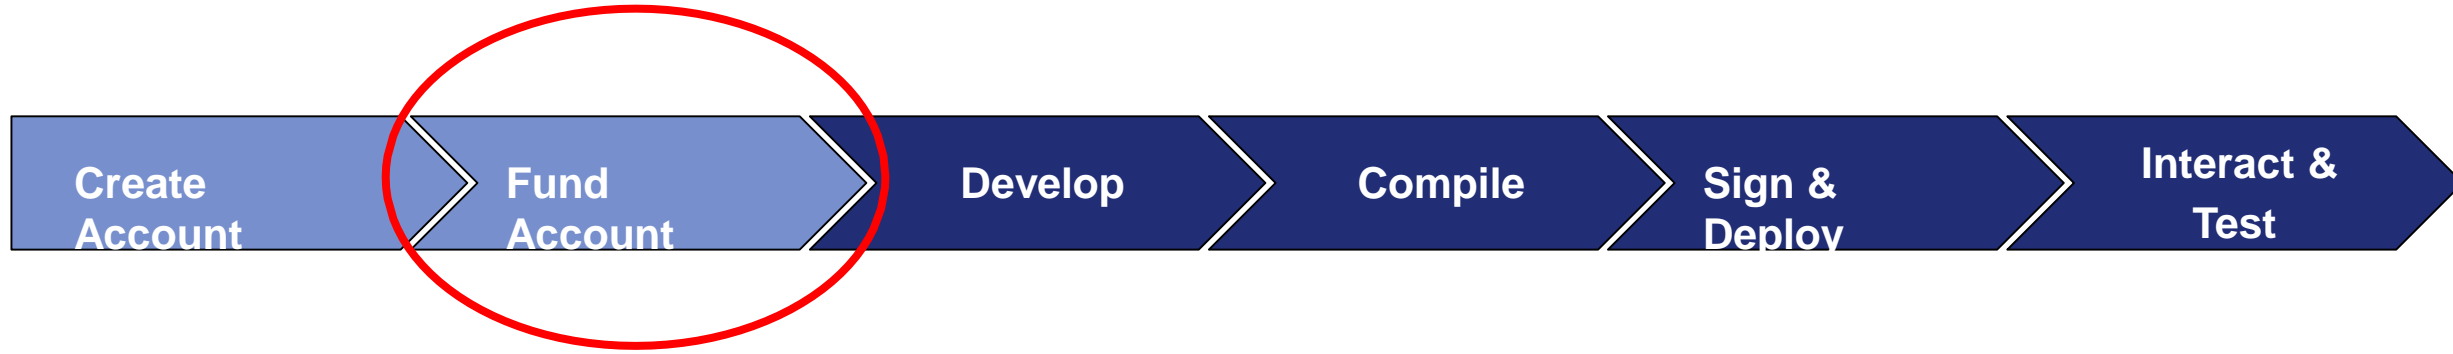 Create
Account
Fund
Account
Develop
Compile
Sign &
Deploy
Interact &
Test